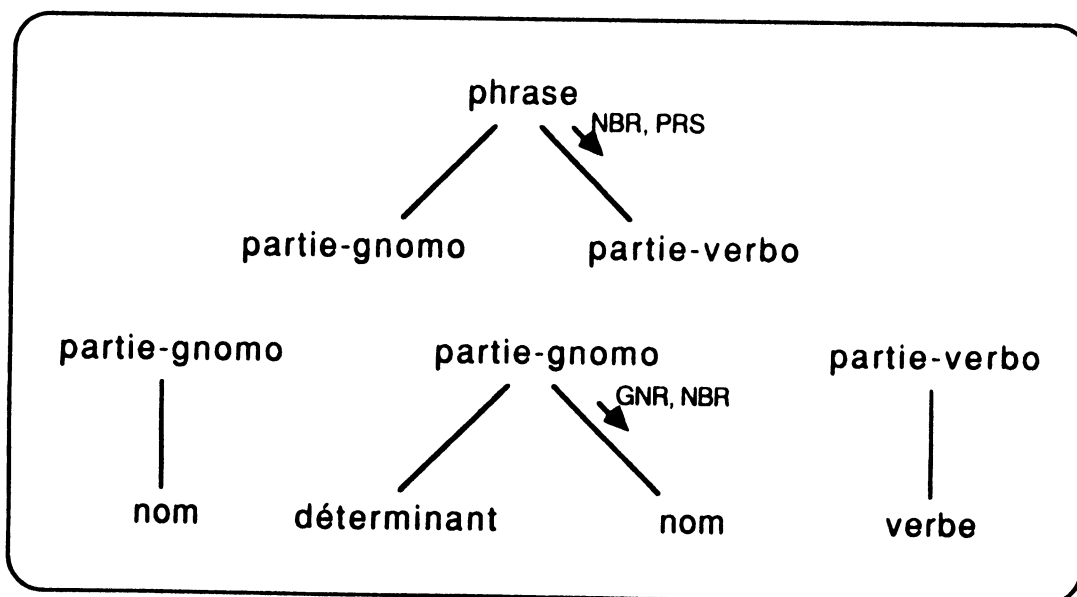 phrase
NBR, PRS
partie-gnomo partie-verbo
partie-gnomo partie-gnomo partie-verbo
GNR, NBR
nom déterminant nom verbe